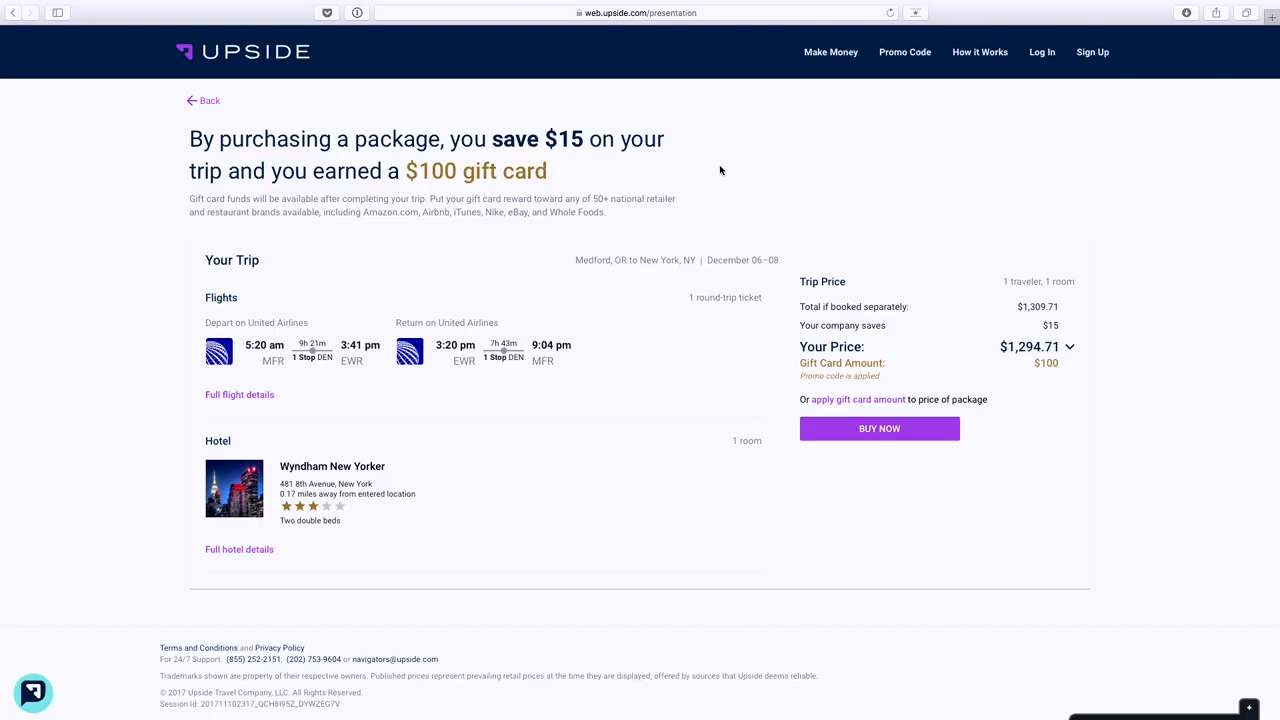 web.upside.com/presentation
UPSIDE
Make Money Promo Code How it Works Log In Sign Up
Back
By purchasing a package, you save $15 on your
trip and you earned a $100 gift card
Gift card funds will be available after completing your trip. Put your gift card reward toward any of 50+ national retailer
and restaurant brands available, including Amazon.com, Airbnb, iTunes, Nike, eBay, and Whole Foods.
Your Trip Medford, OR to New York, NY | December 06–08
Flights 1 round-trip ticket
Depart on United Airlines Return on United Airlines
5:20 am 9h 21m 3:41 pm 3:20 pm 7h 43m 9:04 pm
MFR 1 Stop DEN EWR EWR 1 Stop DEN MFR
Full flight details
Hotel 1 room
Wyndham New Yorker
481 8th Avenue, New York
0.17 miles away from entered location
Two double beds
Full hotel details
Trip Price 1 traveler, 1 room
Total if booked separately: $1,309.71
Your company saves $15
Your Price: $1,294.71
Gift Card Amount: $100
Promo code is applied
Or apply gift card amount to price of package
BUY NOW
Terms and Conditions and Privacy Policy
For 24/7 Support: (855) 252-2151, (202) 753-9604 or navigators@upside.com
Trademarks shown are property of their respective owners. Published prices represent prevailing retail prices at the time they are displayed, offered by sources that Upside deems reliable.
© 2017 Upside Travel Company, LLC. All Rights Reserved.
Session Id: 201711102317_QCH8I95Z_DYWZEG7V